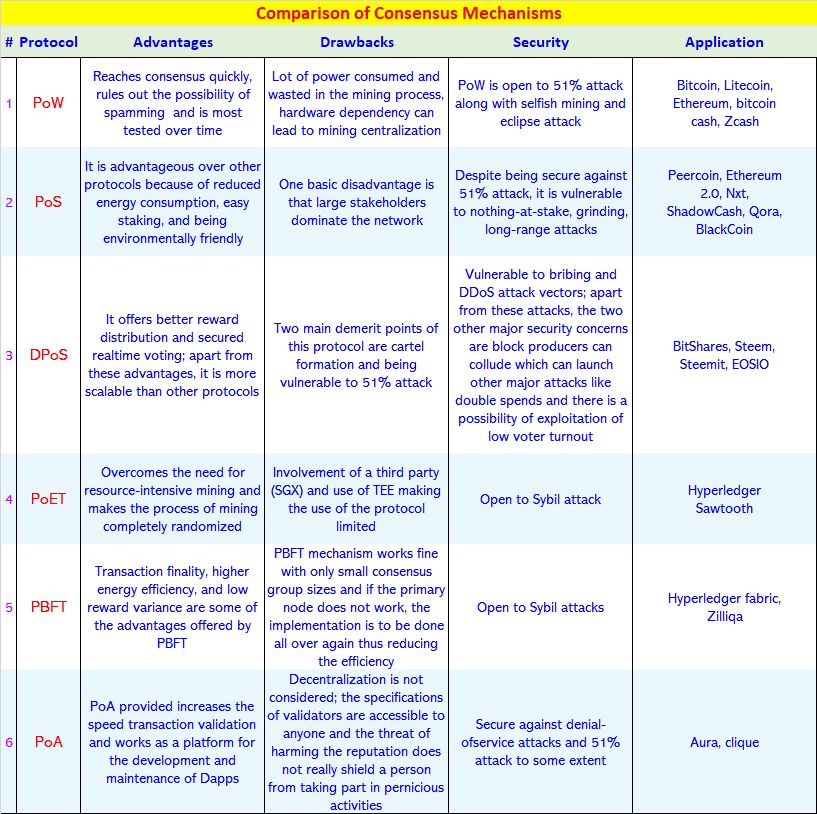 Comparison of Consensus Mechanisms
# Protocol Advantages Drawbacks Security Application
1
PoW
Reaches consensus quickly,
rules out the possibility of
spamming and is most
tested over time
Lot of power consumed and
wasted in the mining process,
hardware dependency can
lead to mining centralization
PoW is open to 51% attack
along with selfish mining and
eclipse attack
Bitcoin, Litecoin,
Ethereum, bitcoin
cash, Zcash
2
PoS
It is advantageous over other
protocols because of reduced
energy consumption, easy
staking, and being
environmentally friendly
One basic disadvantage is
that large stakeholders
dominate the network
Despite being secure against
51% attack, it is vulnerable
to nothing-at-stake, grinding,
long-range attacks
Peercoin, Ethereum
2.0, Nxt,
ShadowCash, Qora,
BlackCoin
3
DPoS
It offers better reward
distribution and secured
realtime voting; apart from
these advantages, it is more
scalable than other protocols
Two main demerit points of
this protocol are cartel
formation and being
vulnerable to 51% attack
Vulnerable to bribing and
DDoS attack vectors; apart
from these attacks, the two
other major security concerns
are block producers can
collude which can launch
other major attacks like
double spends and there is a
possibility of exploitation of
low voter turnout
BitShares, Steem,
Steemit, EOSIO
4
PoET
Overcomes the need for
resource-intensive mining and
makes the process of mining
completely randomized
Involvement of a third party
(SGX) and use of TEE making
the use of the protocol
limited
Open to Sybil attack
Hyperledger
Sawtooth
5
PBFT
Transaction finality, higher
energy efficiency, and low
reward variance are some of
the advantages offered by
PBFT
PBFT mechanism works fine
with only small consensus
group sizes and if the primary
node does not work, the
implementation is to be done
all over again thus reducing
the efficiency
Open to Sybil attacks
Hyperledger fabric,
Zilliqa
6
PoA
PoA provided increases the
speed transaction validation
and works as a platform for
the development and
maintenance of Dapps
Decentralization is not
considered; the specifications
of validators are accessible to
anyone and the threat of
harming the reputation does
not really shield a person
from taking part in pernicious
activities
Secure against denial-
ofservice attacks and 51%
attack to some extent
Aura, clique